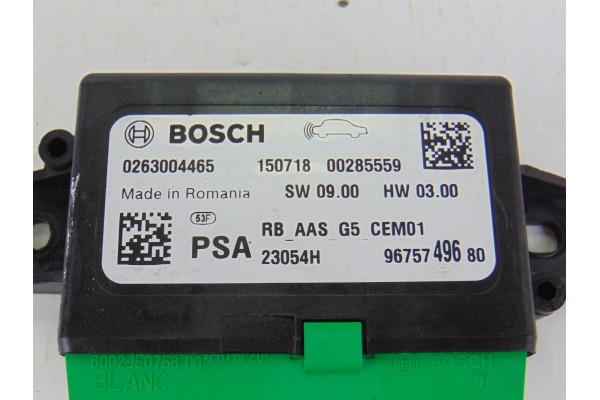 BOSCH
0263004465 150718 00285559
Made in Romania SW 09.00 HW 03.00
53F RB_AAS_G5_CEM01
PSA 23054H 96757 496 80
BLANC BOSCH